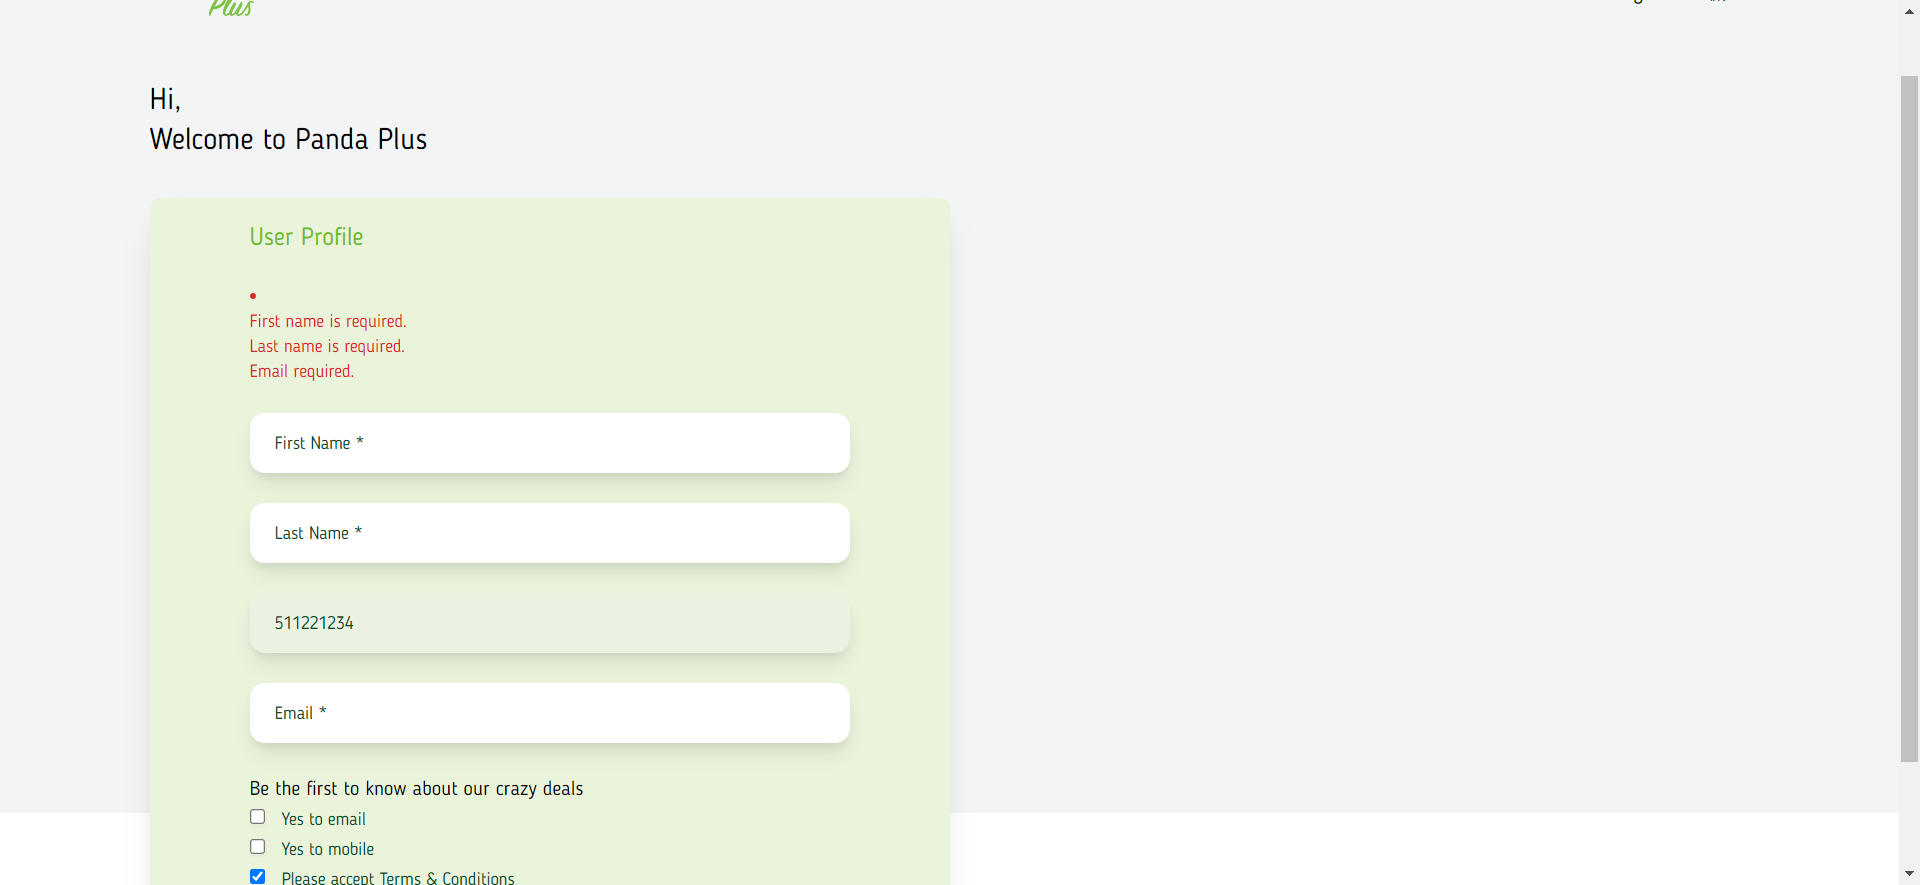 Plus
Hi,
Welcome to Panda Plus
User Profile
First name is required.
Last name is required.
Email required.
First Name *
Last Name *
511221234
Email *
Be the first to know about our crazy deals
Yes to email
Yes to mobile
Please accept Terms & Conditions